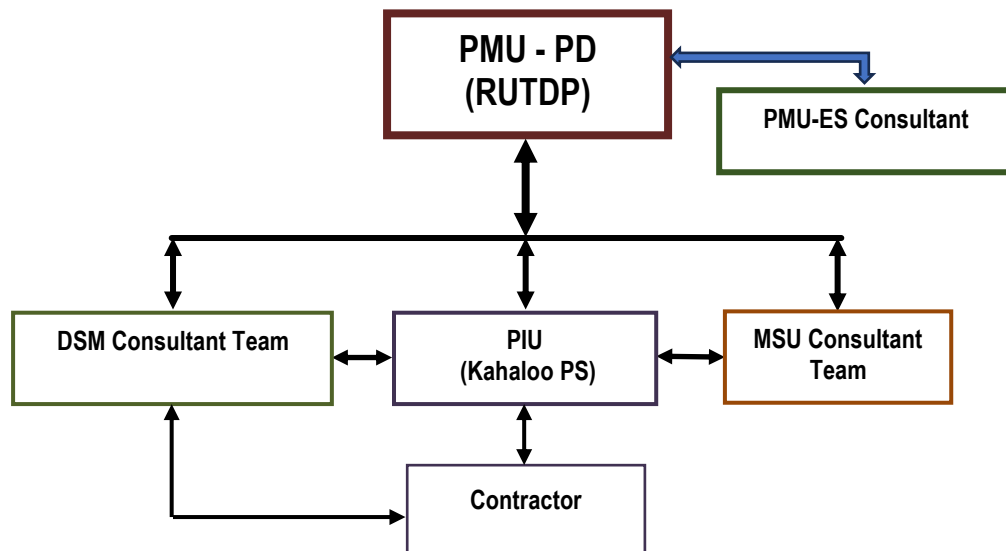 PMU - PD
(RUTDP)
PMU-ES Consultant
DSM Consultant Team
PIU
(Kahaloo PS)
MSU Consultant
Team
Contractor